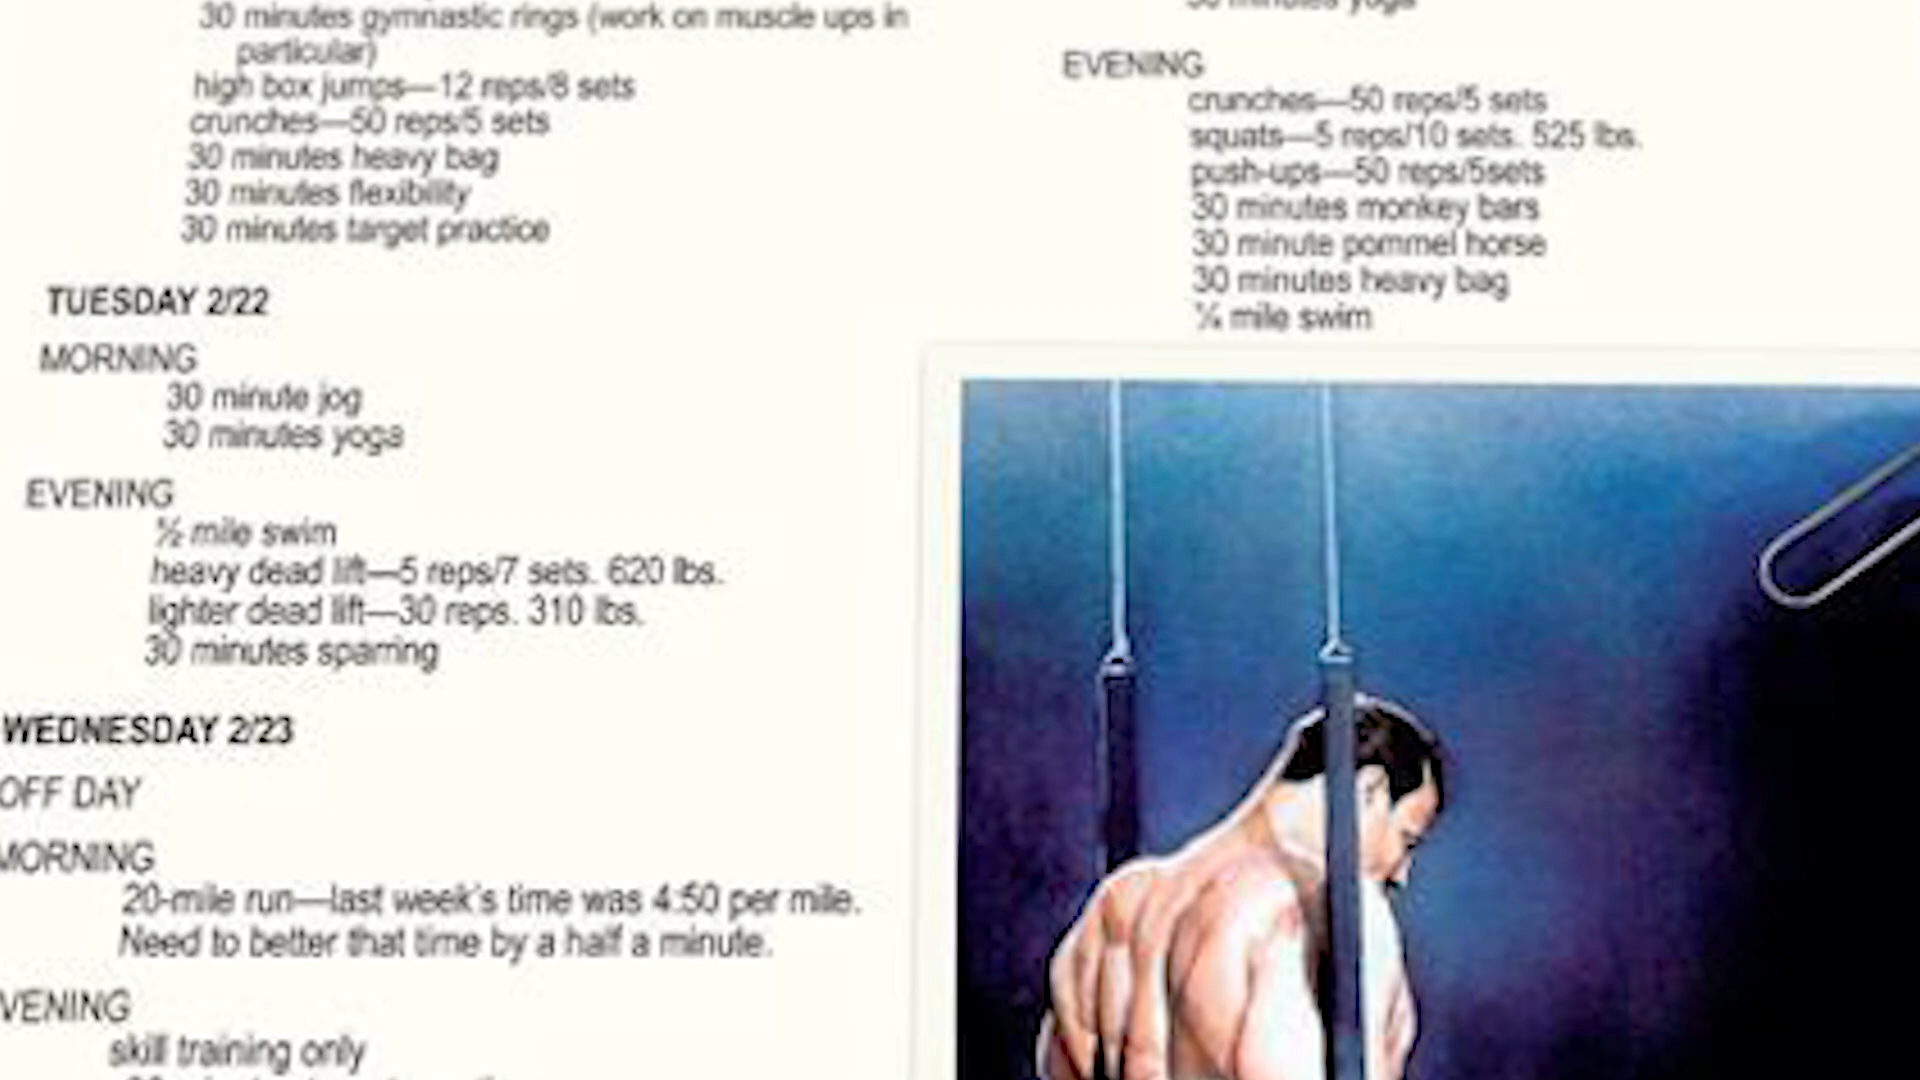 30 minutes gymnastic rings (work on muscle ups in
particular)
high box jumps—12 reps/8 sets
crunches—50 reps/5 sets
30 minutes heavy bag
30 minutes flexibility
30 minutes target practice
TUESDAY 2/22
MORNING
30 minute jog
30 minutes yoga
EVENING
½ mile swim
heavy dead lift—5 reps/7 sets. 620 lbs.
lighter dead lift—30 reps. 310 lbs.
30 minutes sparring
WEDNESDAY 2/23
OFF DAY
MORNING
20-mile run—last week's time was 4:50 per mile.
Need to better that time by a half a minute.
VENING
skill training only
30 minutes yoga
EVENING
crunches—50 reps/5 sets
squats—5 reps/10 sets. 525 lbs.
push-ups—50 reps/5sets
30 minutes monkey bars
30 minute pommel horse
30 minutes heavy bag
¼ mile swim